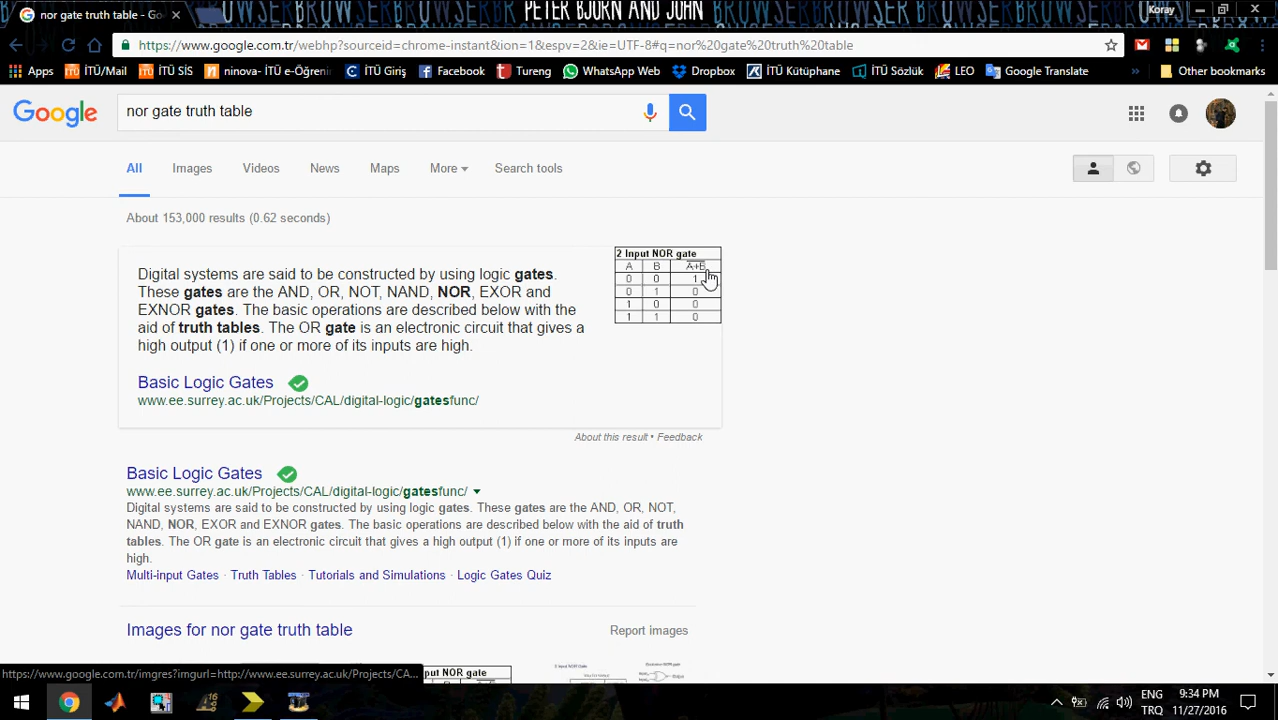 BROWSER BROWSER PETER BJORN AND JOHN BROWSER BROW
nor gate truth table - Goo
Koray
https://www.google.com.tr/webhp?sourceid=chrome-instant&ion=1&espv=2&ie=UTF-8#q=nor%20gate%20truth%20table
Apps İTÜ/Mail İTÜ SİS ninova- İTÜ e-Öğreni İTÜ Giriş Facebook Tureng WhatsApp Web Dropbox İTÜ Kütüphane İTÜ Sözlük LEO Google Translate » Other bookmarks
Google nor gate truth table
All Images Videos News Maps More Search tools
About 153,000 results (0.62 seconds)
Digital systems are said to be constructed by using logic gates.
These gates are the AND, OR, NOT, NAND, NOR, EXOR and
EXNOR gates. The basic operations are described below with the
aid of truth tables. The OR gate is an electronic circuit that gives a
high output (1) if one or more of its inputs are high.
2 Input NOR gate
A B A+B
0 0 1
0 1 0
1 0 0
1 1 0
Basic Logic Gates
www.ee.surrey.ac.uk/Projects/CAL/digital-logic/gatesfunc/
About this result • Feedback
Basic Logic Gates
www.ee.surrey.ac.uk/Projects/CAL/digital-logic/gatesfunc/
Digital systems are said to be constructed by using logic gates. These gates are the AND, OR, NOT,
NAND, NOR, EXOR and EXNOR gates. The basic operations are described below with the aid of truth
tables. The OR gate is an electronic circuit that gives a high output (1) if one or more of its inputs are
high.
Multi-input Gates · Truth Tables · Tutorials and Simulations · Logic Gates Quiz
Images for nor gate truth table Report images
https://www.google.com.tr/imgres?imgurl=http://www.ee.surrey.ac.uk/Projects/CA...
put NOR gate
ENG 9:34 PM
TRQ 11/27/2016